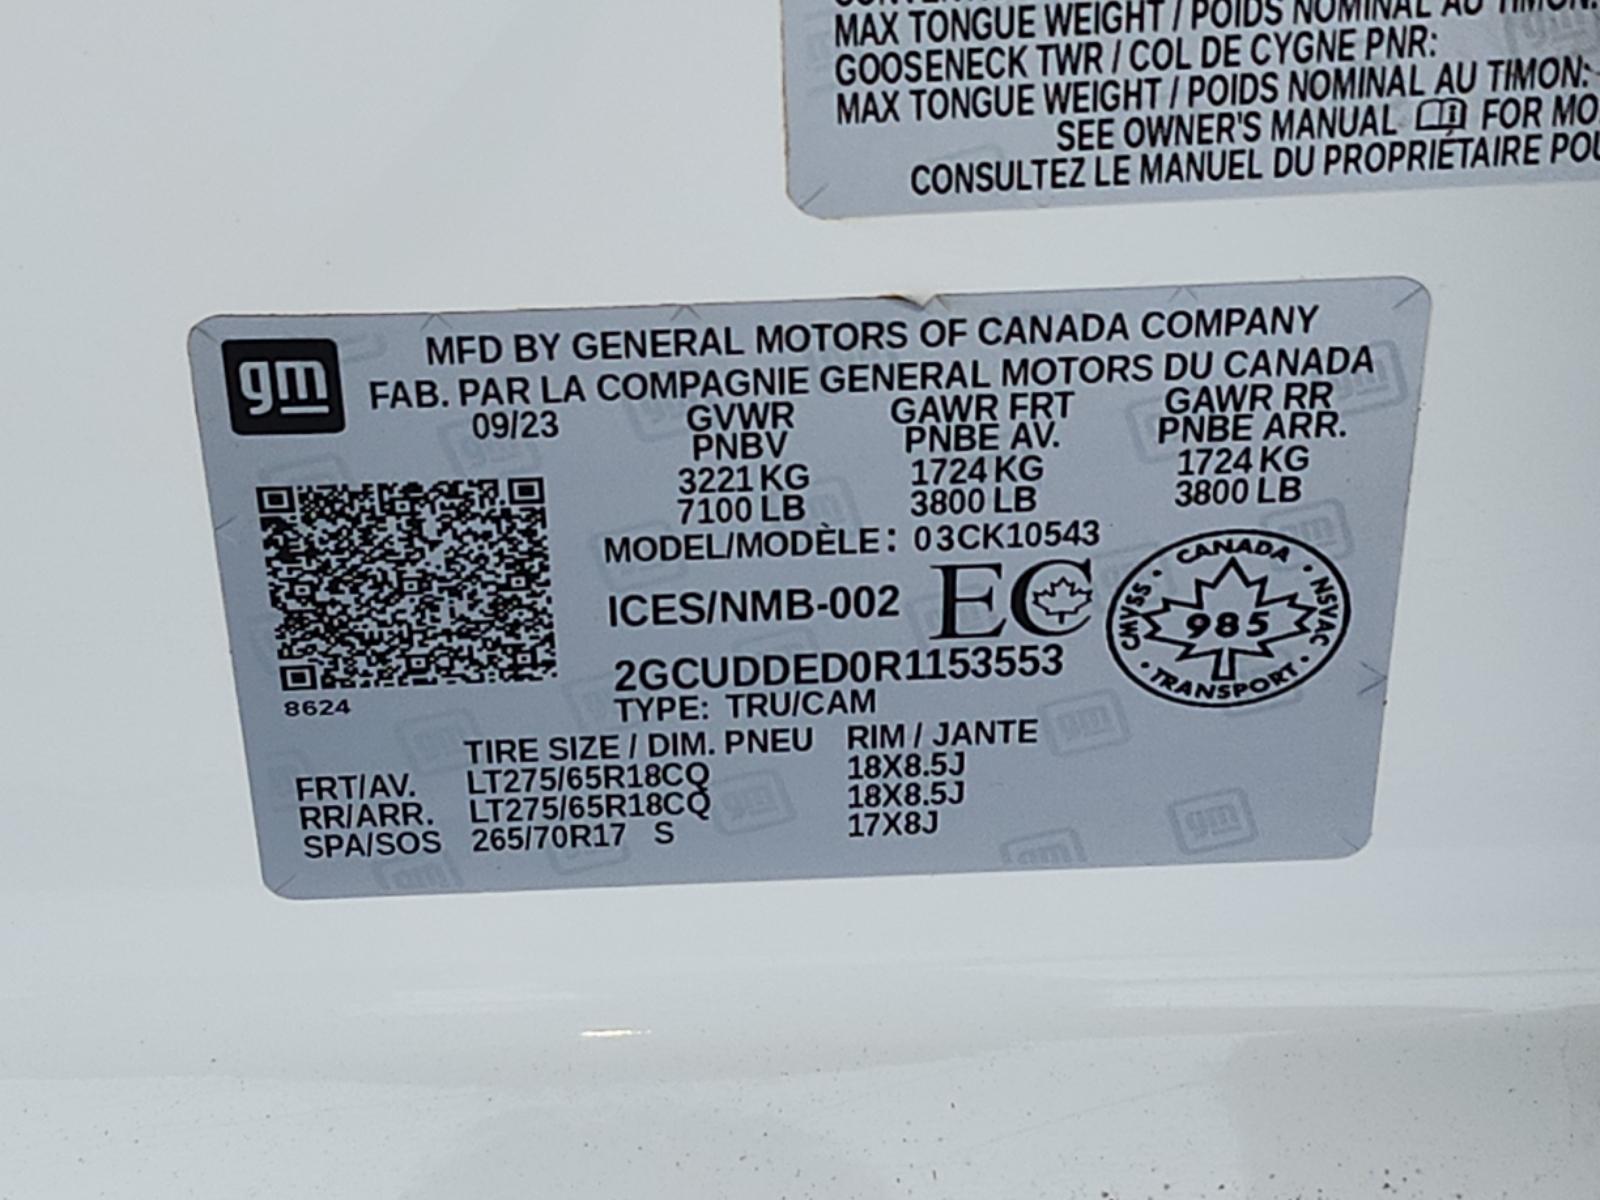 MAX TONGUE WEIGHT / POIDS NOMINAL AU TIMON:
GOOSENECK TWR / COL DE CYGNE PNR:
MAX TONGUE WEIGHT / POIDS NOMINAL AU TIMON:
SEE OWNER'S MANUAL FOR MO
CONSULTEZ LE MANUEL DU PROPRIÉTAIRE POU
gm
MFD BY GENERAL MOTORS OF CANADA COMPANY
FAB. PAR LA COMPAGNIE GENERAL MOTORS DU CANADA
09/23 GVWR GAWR FRT GAWR RR
PNBV PNBE AV. PNBE ARR.
3221 KG 1724 KG 1724 KG
7100 LB 3800 LB 3800 LB
MODEL/MODÈLE: 03CK10543
ICES/NMB-002 EC
CANADA · NSVAC · TRANSPORT · CMVSS
985
2GCUDDED0R1153553
8624
TYPE: TRU/CAM
TIRE SIZE / DIM. PNEU RIM / JANTE
FRT/AV. LT275/65R18CQ 18X8.5J
RR/ARR. LT275/65R18CQ 18X8.5J
SPA/SOS 265/70R17 S 17X8J